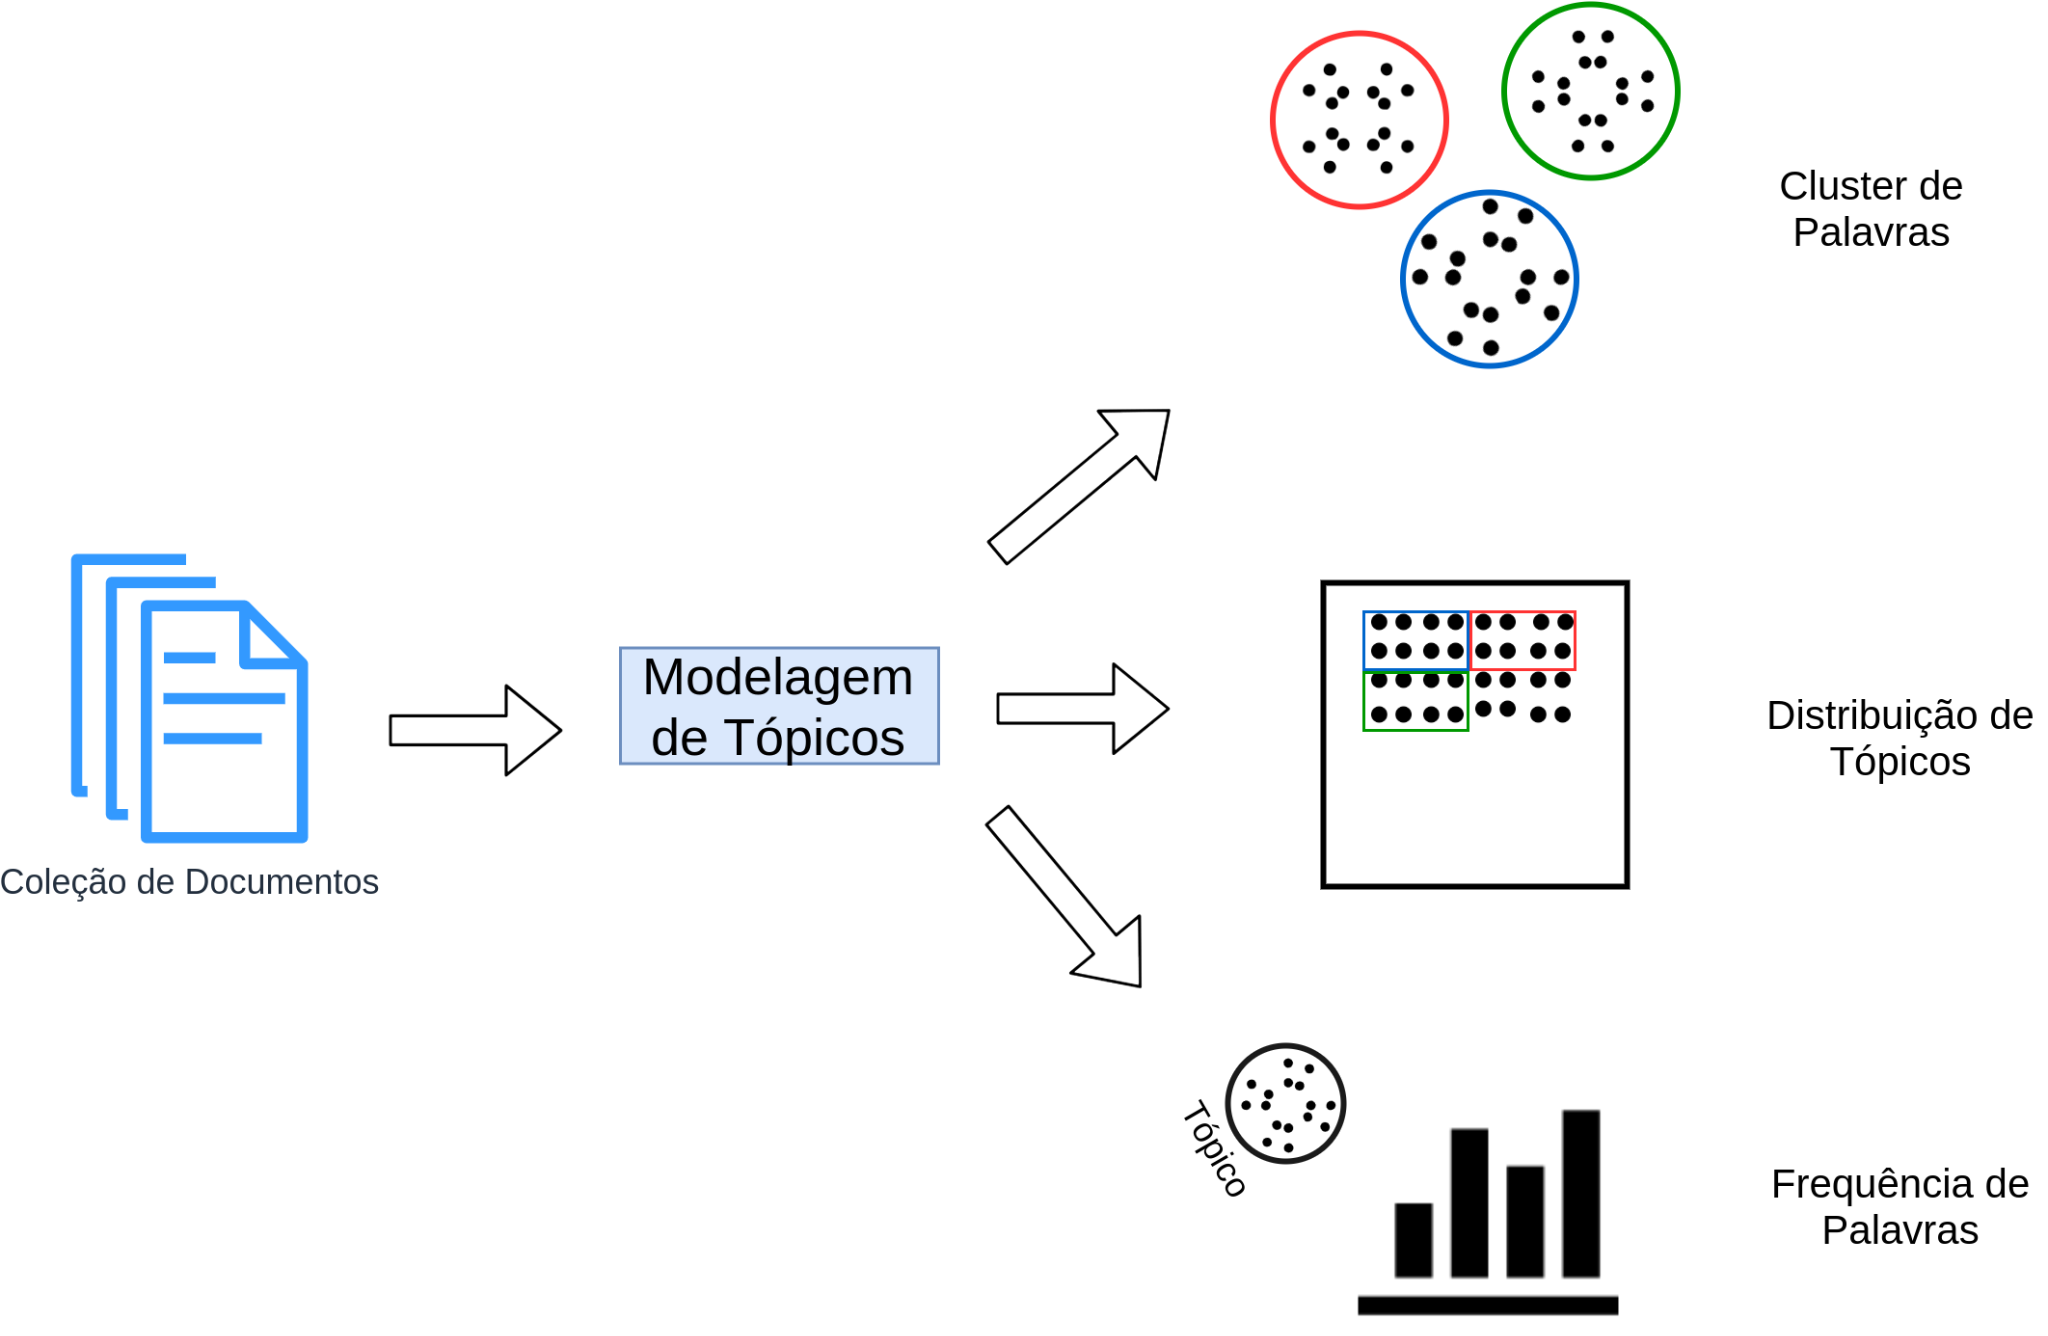 Cluster de
Palavras
Coleção de Documentos
Modelagem
de Tópicos
Distribuição de
Tópicos
Tópico
Frequência de
Palavras